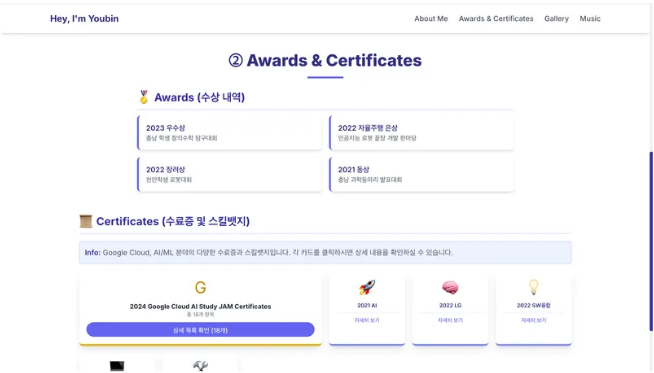 Hey, I'm Youbin
About Me Awards & Certificates Gallery Music
② Awards & Certificates
Awards (수상 내역)
2023 우수상
충남 학생 창의수학 탐구대회
2022 자율주행 은상
인공지능 로봇 끝장 개발 한마당
2022 장려상
천안학생 로봇대회
2021 동상
충남 과학동아리 발표대회
Certificates (수료증 및 스킬뱃지)
Info: Google Cloud, AI/ML 분야의 다양한 수료증과 스킬뱃지입니다. 각 카드를 클릭하시면 상세 내용을 확인하실 수 있습니다.
G
2024 Google Cloud AI Study JAM Certificates
총 18개 항목
상세 목록 확인 (18개)
2021 AI
자세히 보기
2022 LG
자세히 보기
2022 SW융합
자세히 보기